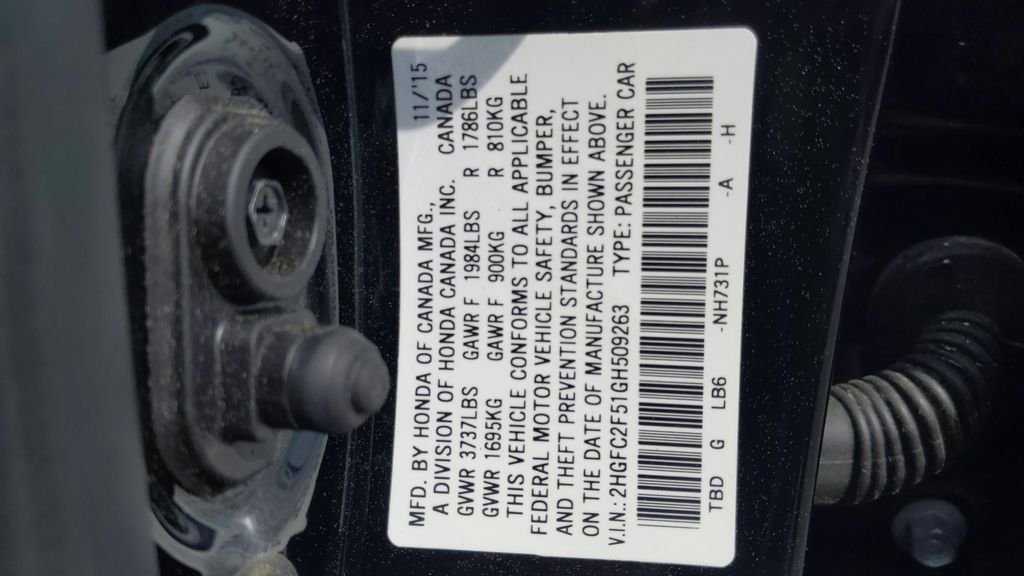 MFD. BY HONDA OF CANADA MFG., 11/'15
A DIVISION OF HONDA CANADA INC. CANADA
GVWR 3737LBS GAWR F 1984LBS R 1786LBS
GVWR 1695KG GAWR F 900KG R 810KG
THIS VEHICLE CONFORMS TO ALL APPLICABLE
FEDERAL MOTOR VEHICLE SAFETY, BUMPER,
AND THEFT PREVENTION STANDARDS IN EFFECT
ON THE DATE OF MANUFACTURE SHOWN ABOVE.
V.I.N.:2HGFC2F51GH509263 TYPE: PASSENGER CAR
TBD G LB6 -NH731P -A -H